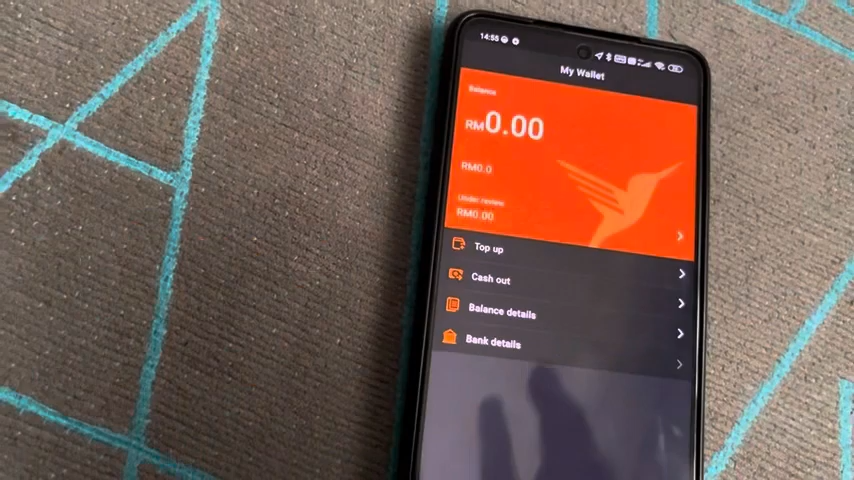 14:55
My Wallet
Balance
RM0.00
RM0.0
Under review
RM0.00
Top up
Cash out
Balance details
Bank details